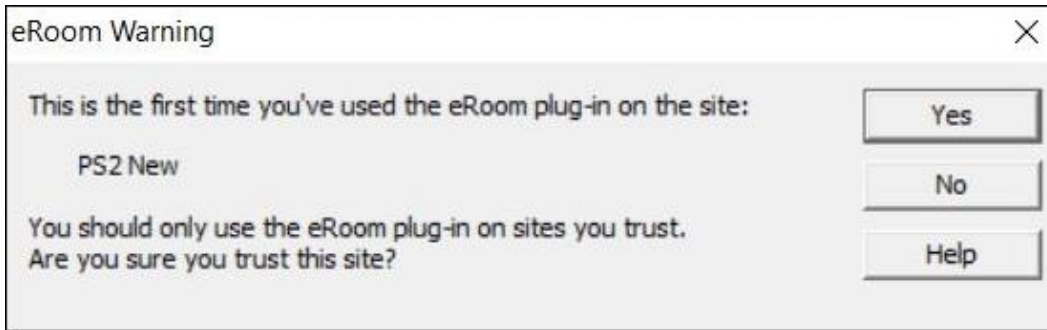 eRoom Warning
This is the first time you've used the eRoom plug-in on the site:
Yes
PS2 New
No
You should only use the eRoom plug-in on sites you trust.
Are you sure you trust this site?
Help